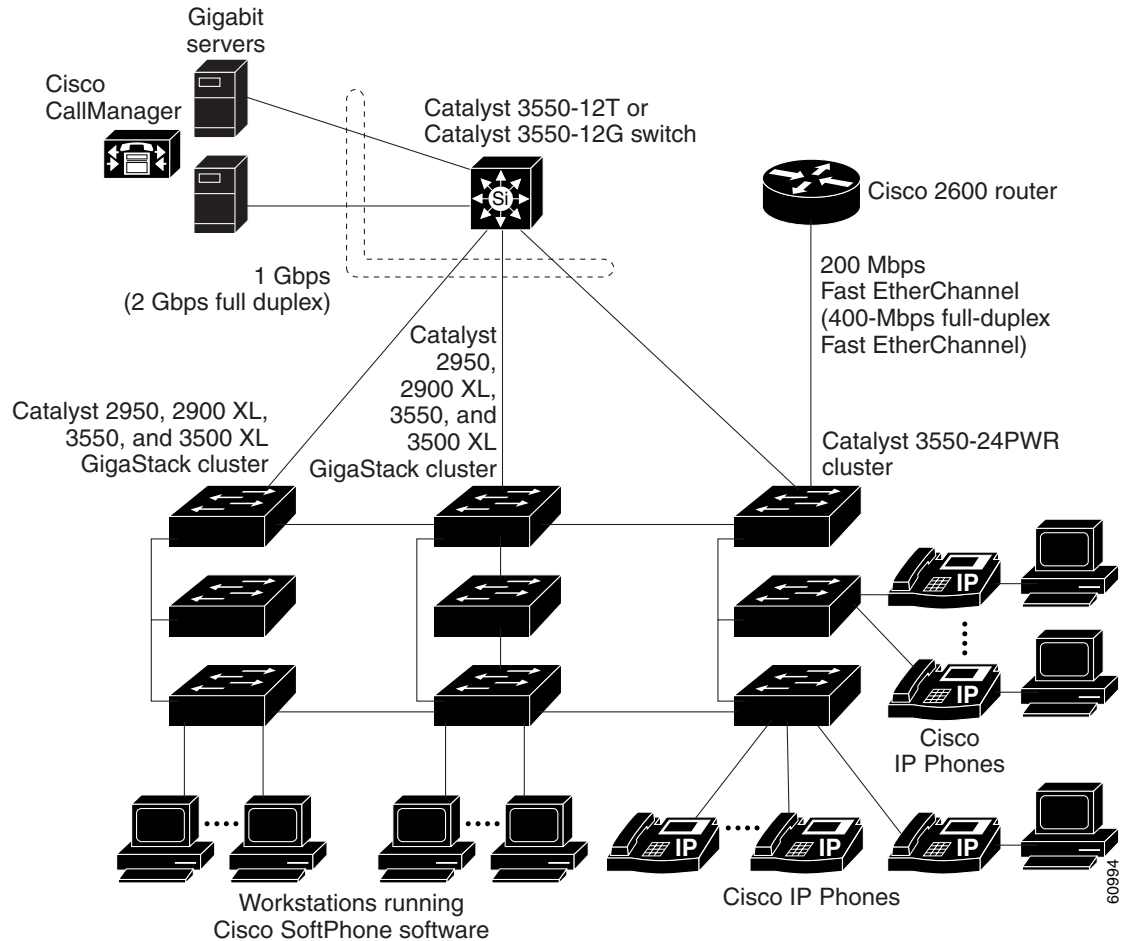 Gigabit
servers
Cisco
CallManager
Catalyst 3550-12T or
Catalyst 3550-12G switch
Si
Cisco 2600 router
1 Gbps
(2 Gbps full duplex)
200 Mbps
Fast EtherChannel
(400-Mbps full-duplex
Fast EtherChannel)
Catalyst
2950,
2900 XL,
3550, and
3500 XL
GigaStack cluster
Catalyst 2950, 2900 XL,
3550, and 3500 XL
GigaStack cluster
Catalyst 3550-24PWR
cluster
IP
IP
Cisco
IP Phones
IP
IP
IP
Cisco IP Phones
Workstations running
Cisco SoftPhone software
60994